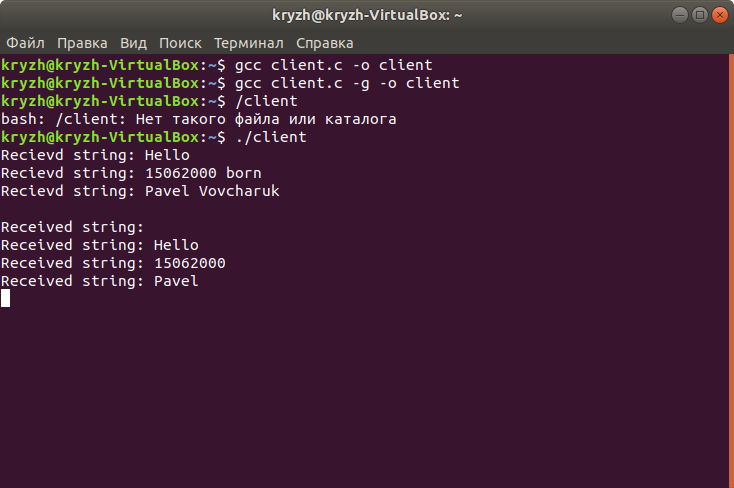 kryzh@kryzh-VirtualBox: ~
Файл Правка Вид Поиск Терминал Справка
kryzh@kryzh-VirtualBox:~$ gcc client.c -o client
kryzh@kryzh-VirtualBox:~$ gcc client.c -g -o client
kryzh@kryzh-VirtualBox:~$ /client
bash: /client: Нет такого файла или каталога
kryzh@kryzh-VirtualBox:~$ ./client
Recievd string: Hello
Recievd string: 15062000 born
Recievd string: Pavel Vovcharuk
Received string:
Received string: Hello
Received string: 15062000
Received string: Pavel